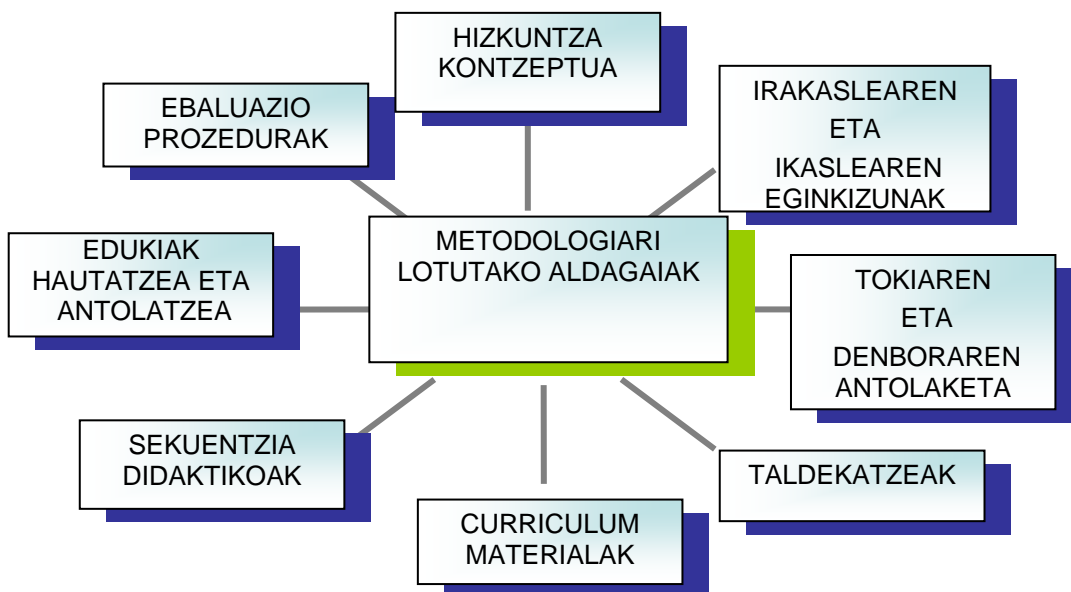 HIZKUNTZA
KONTZEPTUA
EBALUAZIO
PROZEDURAK
IRAKASLEAREN
ETA
IKASLEAREN
EGINKIZUNAK
METODOLOGIARI
LOTUTAKO ALDAGAIAK
EDUKIAK
HAUTATZEA ETA
ANTOLATZEA
TOKIAREN
ETA
DENBORAREN
ANTOLAKETA
SEKUENTZIA
DIDAKTIKOAK
TALDEKATZEAK
CURRICULUM
MATERIALAK